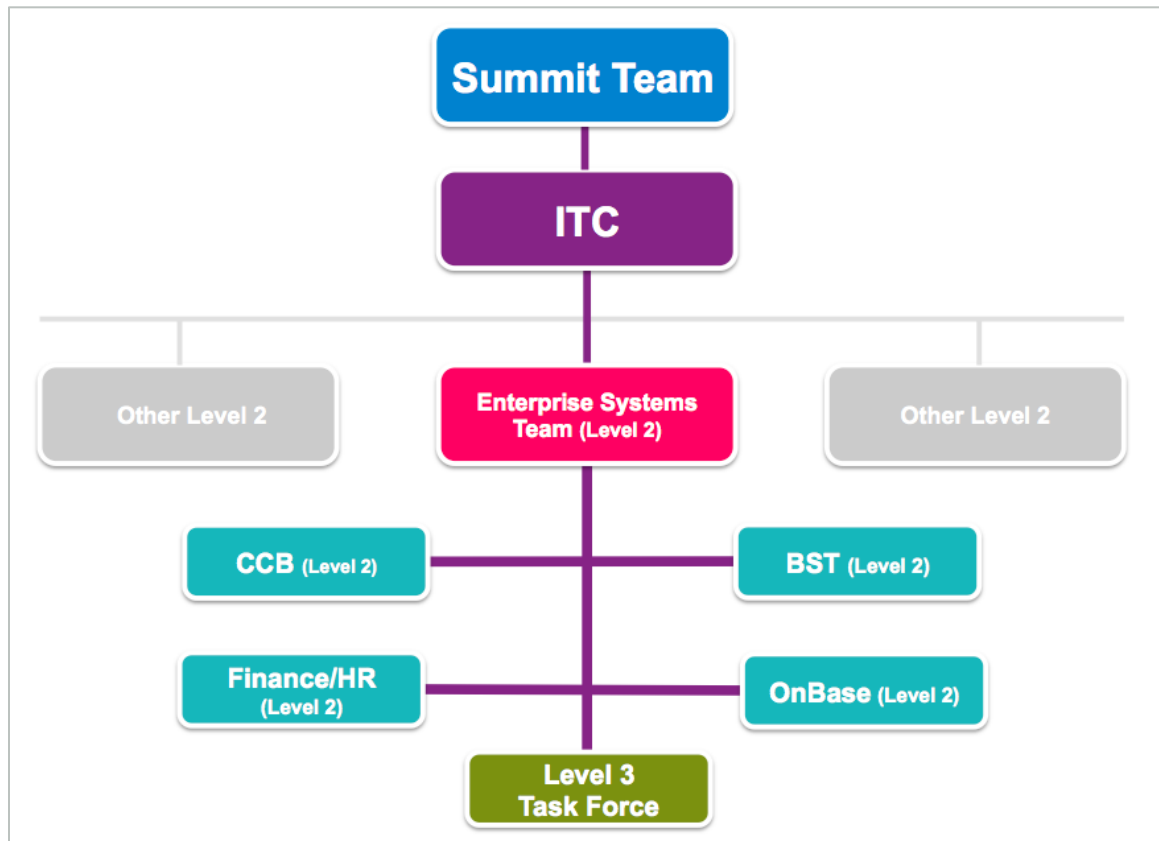 Summit Team
ITC
Other Level 2
Enterprise Systems
Team (Level 2)
Other Level 2
CCB (Level 2)
BST (Level 2)
Finance/HR
(Level 2)
OnBase (Level 2)
Level 3
Task Force